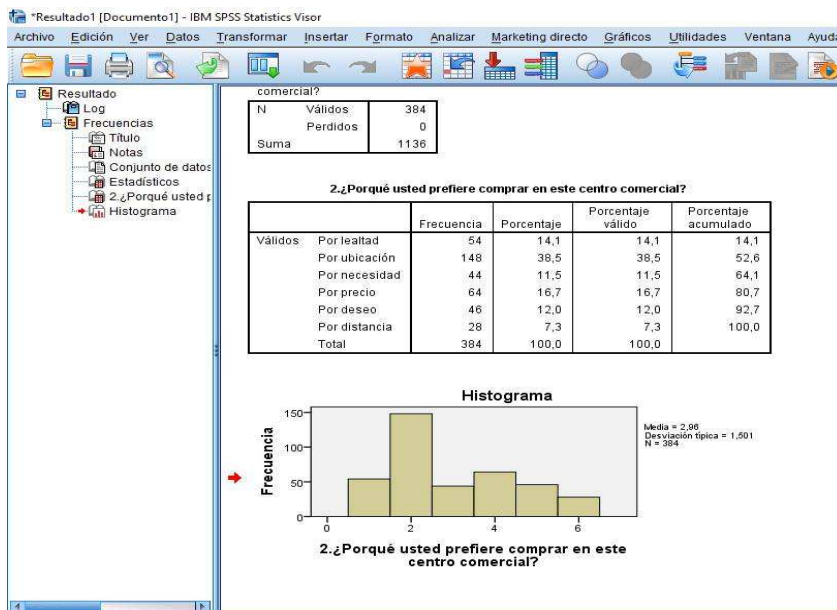 *Resultado1 [Documento1] - IBM SPSS Statistics Visor
Archivo Edición Ver Datos Transformar Insertar Formato Analizar Marketing directo Gráficos Utilidades Ventana Ayuda
Resultado
Log
Frecuencias
Título
Notas
Conjunto de datos
Estadísticos
2.¿Porqué usted p
Histograma
comercial?
N Válidos 384
Perdidos 0
Suma 1136
2.¿Porqué usted prefiere comprar en este centro comercial?
Frecuencia Porcentaje Porcentaje válido Porcentaje acumulado
Válidos Por lealtad 54 14,1 14,1 14,1
Por ubicación 148 38,5 38,5 52,6
Por necesidad 44 11,5 11,5 64,1
Por precio 64 16,7 16,7 80,7
Por deseo 46 12,0 12,0 92,7
Por distancia 28 7,3 7,3 100,0
Total 384 100,0 100,0
Histograma
Media = 2,96
Desviación típica = 1,501
N = 384
Frecuencia
150
100
50
0
0 2 4 6
2.¿Porqué usted prefiere comprar en este
centro comercial?